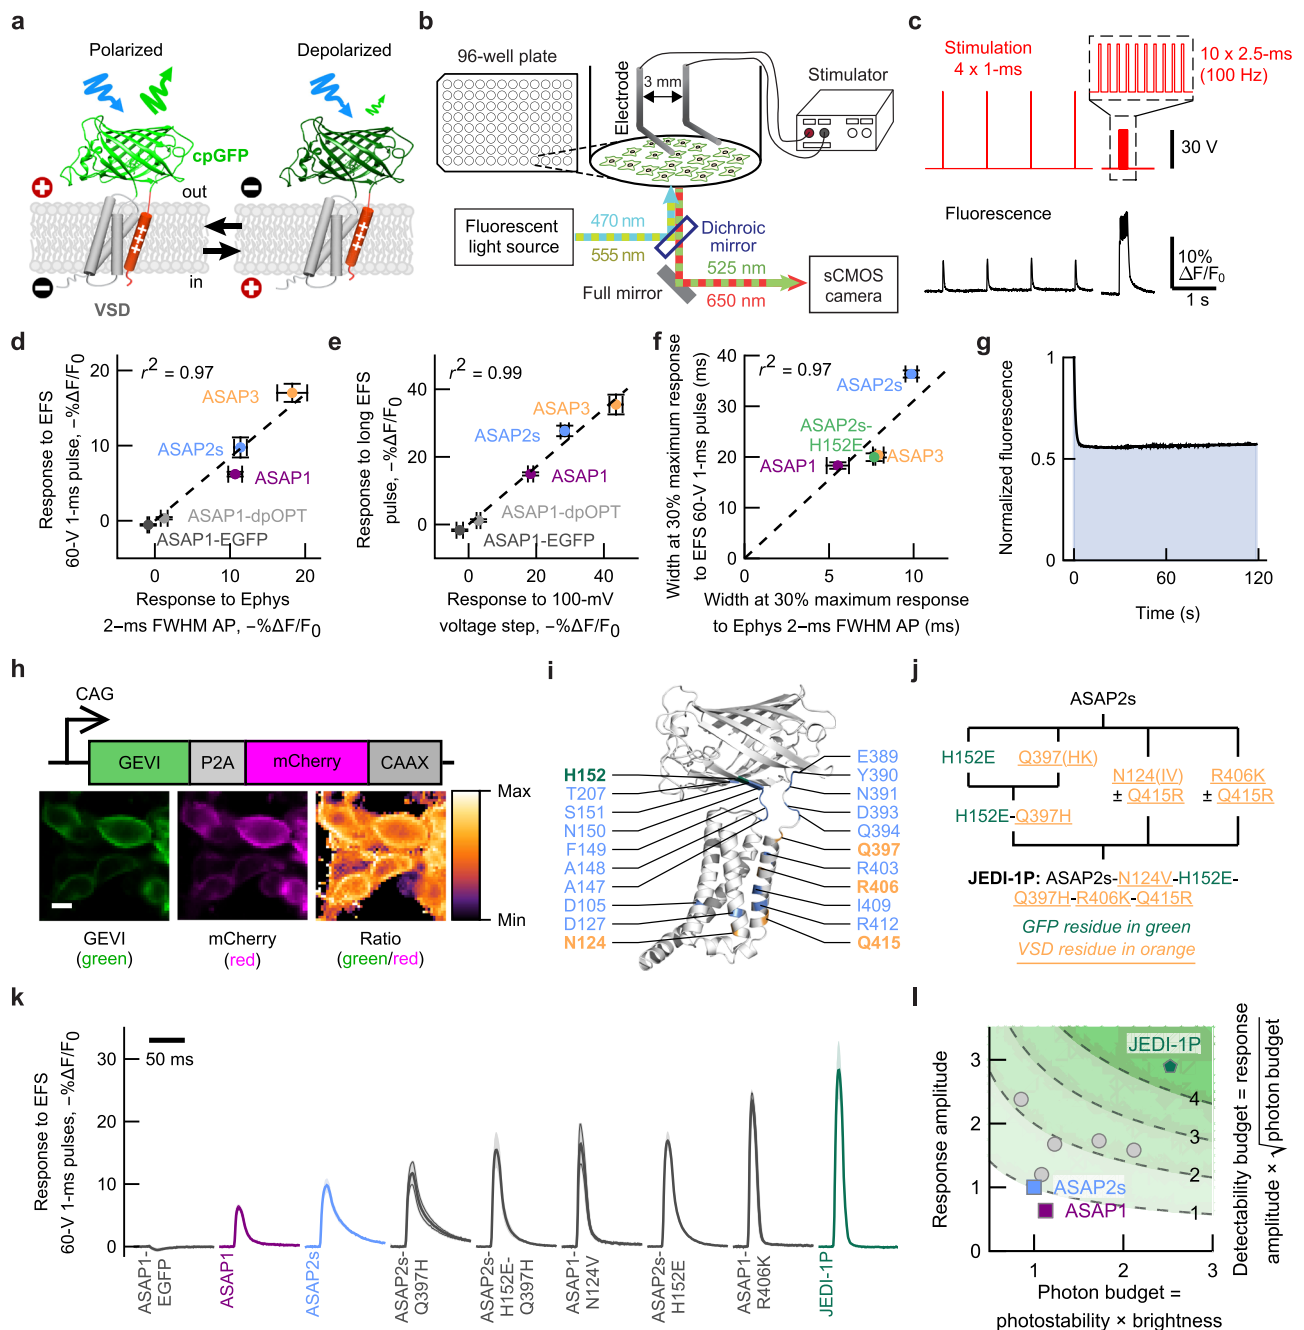 a
Polarized
Depolarized
cpGFP
out
in
VSD
b
96-well plate
Electrode
3 mm
Stimulator
Fluorescent
light source
470 nm
555 nm
Dichroic
mirror
525 nm
650 nm
Full mirror
sCMOS
camera
c
Stimulation
4 x 1-ms
10 x 2.5-ms
(100 Hz)
30 V
Fluorescence
10%
ΔF/F0
1 s
d
Response to EFS
60-V 1-ms pulse, −%ΔF/F0
r2 = 0.97
20
10
0
ASAP3
ASAP2s
ASAP1
ASAP1-dpOPT
ASAP1-EGFP
0 10 20
Response to Ephys
2−ms FWHM AP, −%ΔF/F0
e
Response to long EFS
pulse, −%ΔF/F0
r2 = 0.99
40
20
0
ASAP3
ASAP2s
ASAP1
ASAP1-dpOPT
ASAP1-EGFP
0 20 40
Response to 100-mV
voltage step, −%ΔF/F0
f
Width at 30% maximum response
to EFS 60-V 1-ms pulse (ms)
r2 = 0.97
40
30
20
10
0
ASAP2s
ASAP2s-
H152E
ASAP1
ASAP3
0 5 10
Width at 30% maximum response
to Ephys 2−ms FWHM AP (ms)
g
Normalized fluorescence
1
0.5
0
0 60 120
Time (s)
h
CAG
GEVI P2A mCherry CAAX
Max
Min
GEVI
(green)
mCherry
(red)
Ratio
(green/red)
i
H152
T207
S151
N150
F149
A148
A147
D105
D127
N124
E389
Y390
N391
D393
Q394
Q397
R403
R406
I409
R412
Q415
j
ASAP2s
H152E
Q397(HK)
N124(IV)
± Q415R
R406K
± Q415R
H152E-Q397H
JEDI-1P: ASAP2s-N124V-H152E-
Q397H-R406K-Q415R
GFP residue in green
VSD residue in orange
k
50 ms
Response to EFS
60-V 1-ms pulses, −%ΔF/F0
30
20
10
0
ASAP1-
EGFP
ASAP1
ASAP2s
ASAP2s-
Q397H
ASAP2s-
H152E-
Q397H
ASAP1-
N124V
ASAP2s-
H152E
ASAP1-
R406K
JEDI-1P
l
Response amplitude
3
2
1
0
JEDI-1P
ASAP2s
ASAP1
4
3
2
1
1 2 3
Photon budget =
photostability × brightness
Detectability budget = response
amplitude × √photon budget